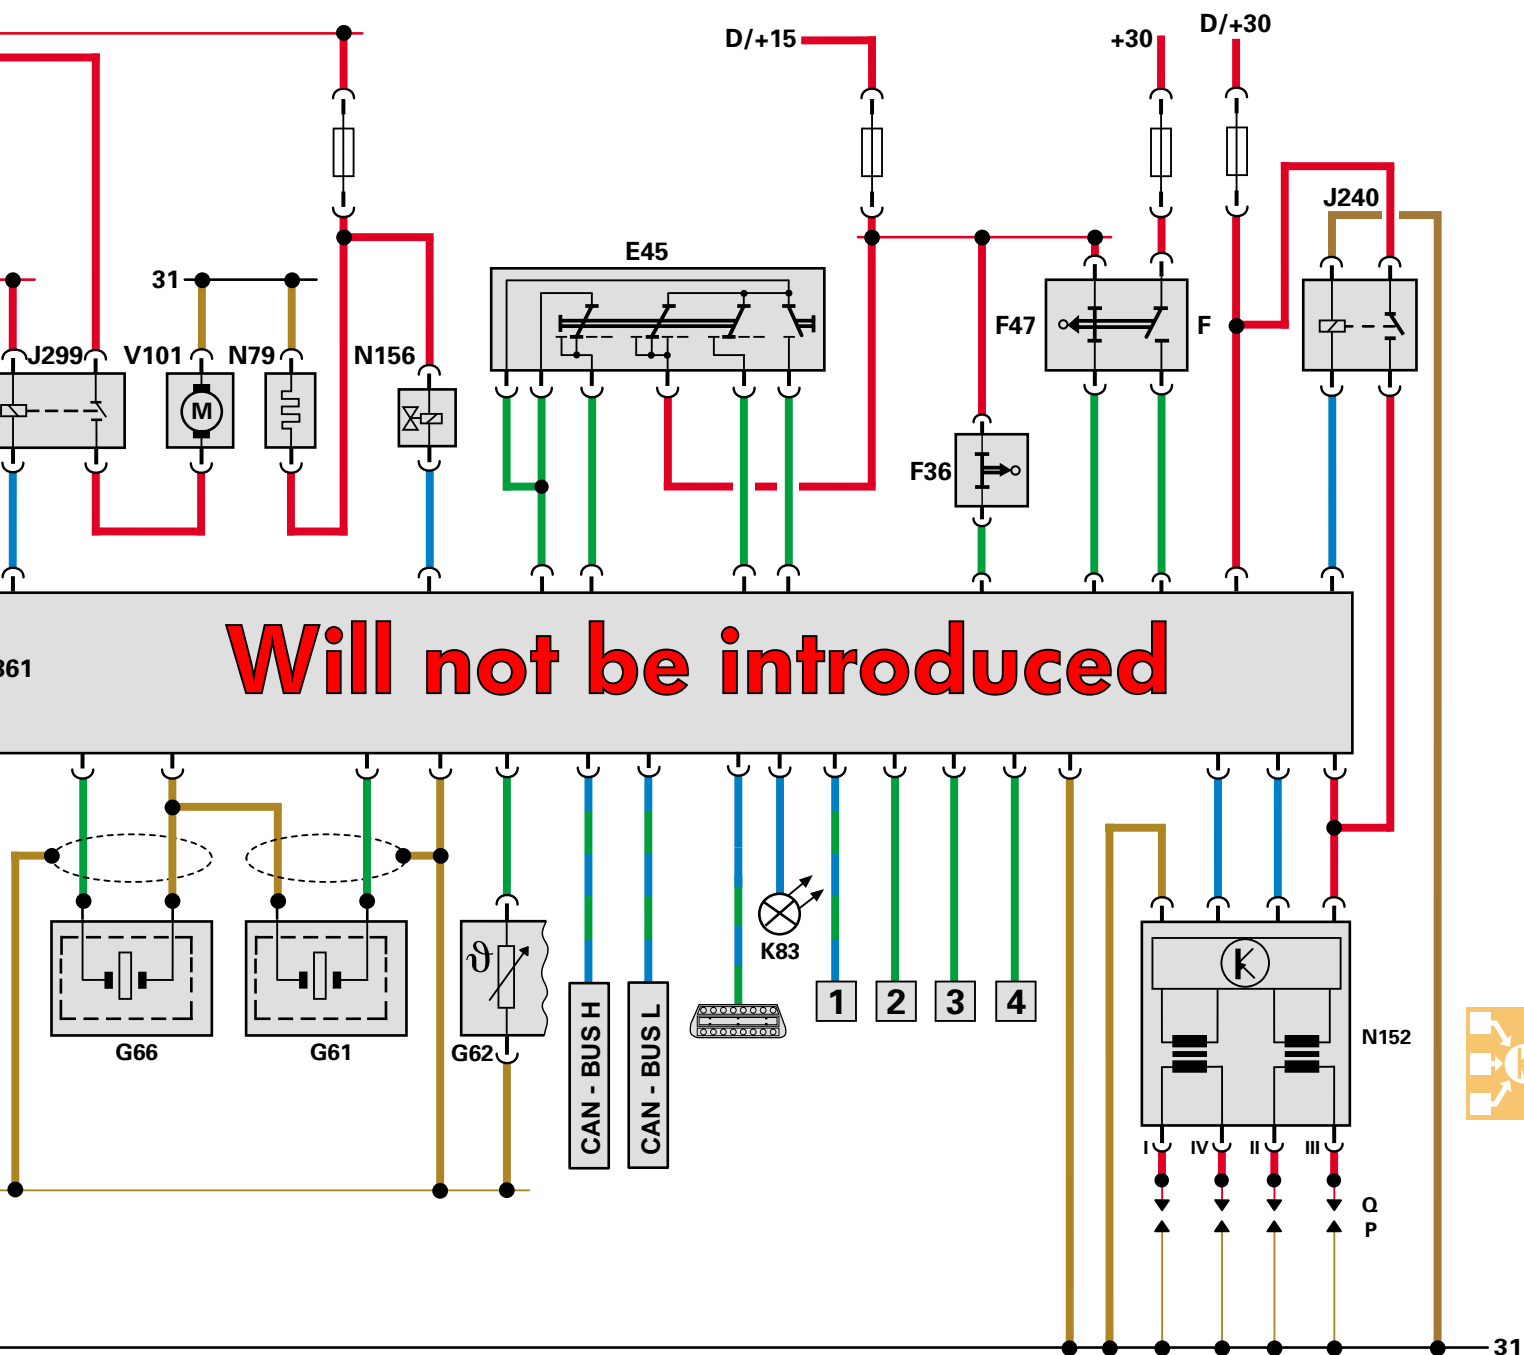 D/+15
+30
D/+30
J240
E45
31
J299
V101
N79
N156
F47
F
M
F36
361
Will not be introduced
K83
1
2
3
4
ϑ
G66
G61
G62
CAN - BUS H
CAN - BUS L
N152
I
IV
II
III
Q
P
31